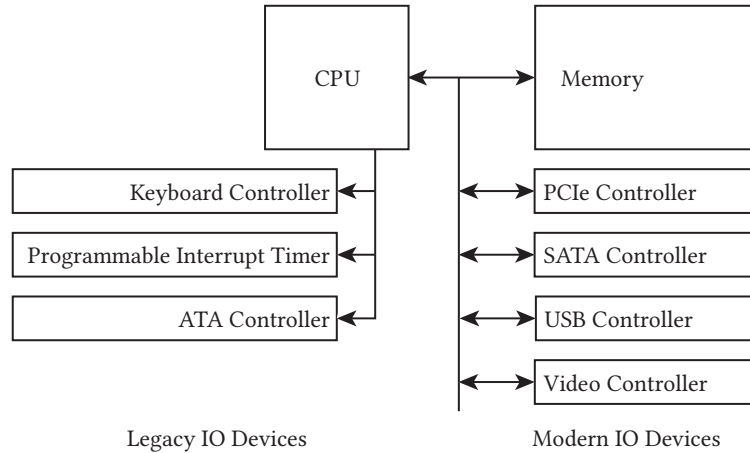 CPU
Memory
Keyboard Controller
PCIe Controller
Programmable Interrupt Timer
SATA Controller
ATA Controller
USB Controller
Video Controller
Legacy IO Devices
Modern IO Devices